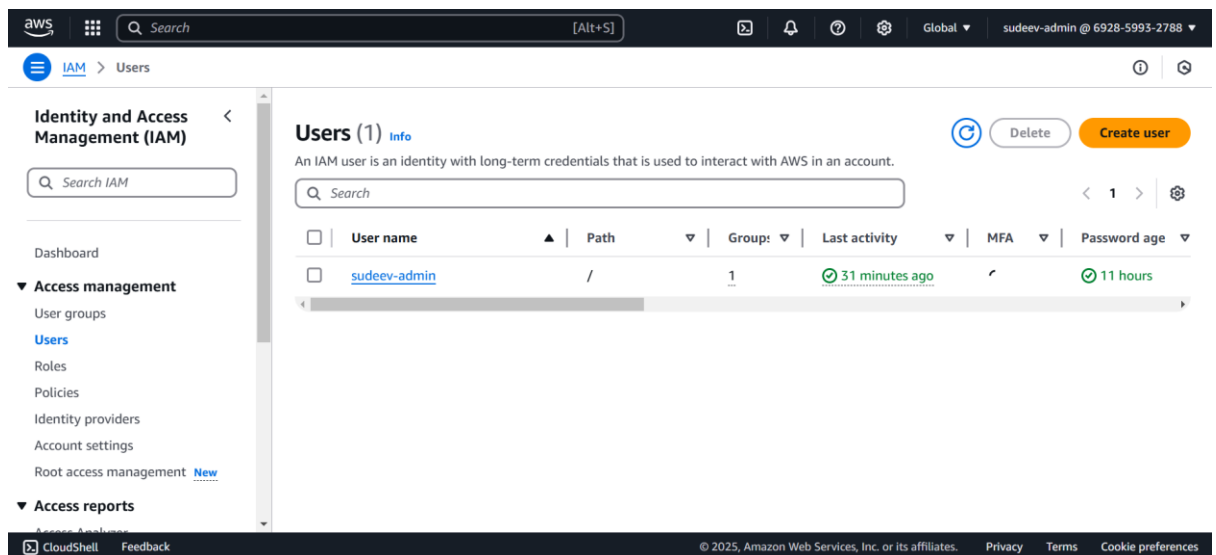 aws Search [Alt+S] Global sudeev-admin @ 6928-5993-2788
IAM > Users
Identity and Access
Management (IAM)
Search IAM
Dashboard
Access management
User groups
Users
Roles
Policies
Identity providers
Account settings
Root access management New
Access reports
Access Analyzer
Users (1) Info
Delete
Create user
An IAM user is an identity with long-term credentials that is used to interact with AWS in an account.
Search
1
User name Path Group: Last activity MFA Password age
sudeev-admin / 1 31 minutes ago 11 hours
CloudShell Feedback © 2025, Amazon Web Services, Inc. or its affiliates. Privacy Terms Cookie preferences